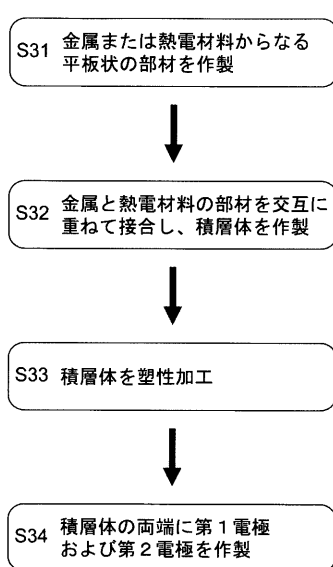 S31 金属または熱電材料からなる
平板状の部材を作製
S32 金属と熱電材料の部材を交互に
重ねて接合し、積層体を作製
S33 積層体を塑性加工
S34 積層体の両端に第１電極
および第２電極を作製